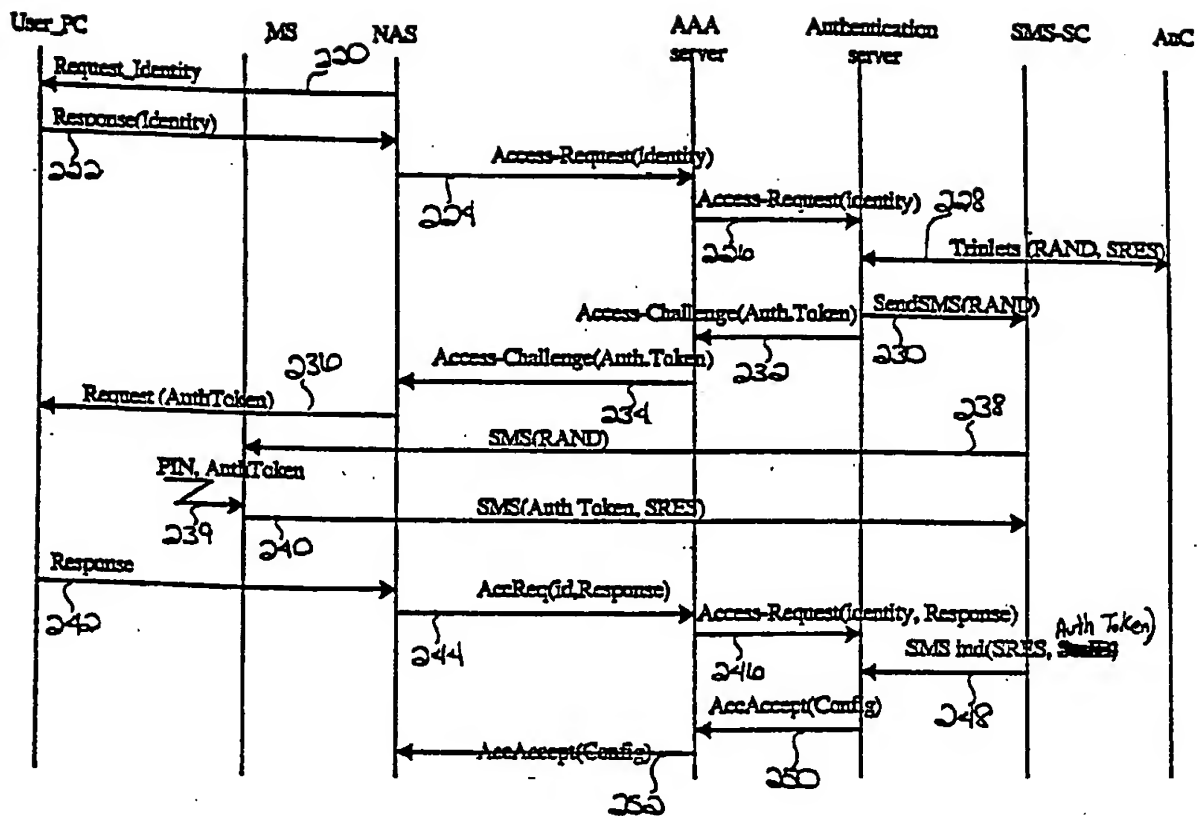 User_PC
MS
NAS
AAA
server
Authentication
server
SMS-SC
AuC
220
Request_Identity
Response(Identity)
222
Access-Request(Identity)
224
Access-Request(identity)
226
228
Triplets (RAND, SRES)
SendSMS(RAND)
230
Access-Challenge(Auth.Token)
232
Access-Challenge(Auth.Token)
234
236
Request (AuthToken)
238
SMS(RAND)
PIN, AuthToken
239
SMS(Auth Token, SRES)
240
Response
242
AccReq(id,Response)
244
Access-Request(Identity, Response)
246
Auth Token)
SMS ind(SRES,
248
AccAccept(Config)
250
AccAccept(Config)
252